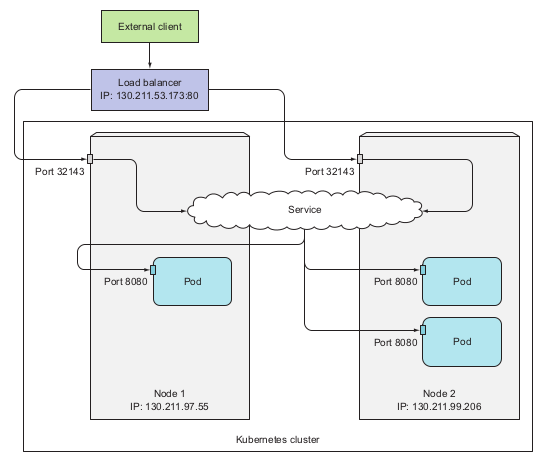 External client
Load balancer
IP: 130.211.53.173:80
Port 32143
Port 32143
Service
Port 8080
Pod
Port 8080
Pod
Port 8080
Pod
Node 1
IP: 130.211.97.55
Node 2
IP: 130.211.99.206
Kubernetes cluster